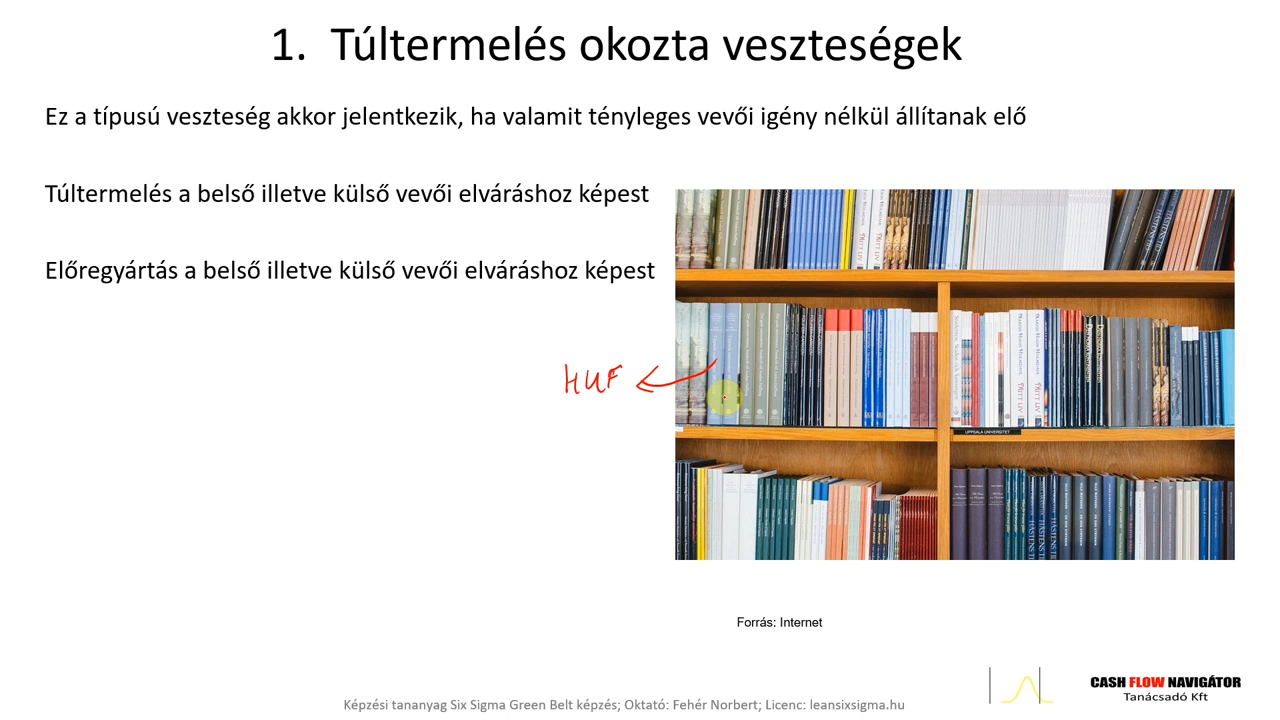 1. Túltermelés okozta veszteségek
Ez a típusú veszteség akkor jelentkezik, ha valamit tényleges vevői igény nélkül állítanak elő
Túltermelés a belső illetve külső vevői elváráshoz képest
Előregyártás a belső illetve külső vevői elváráshoz képest
HUF
UPPSALA UNIVERSITET
Forrás: Internet
CASH FLOW NAVIGÁTOR
Tanácsadó Kft
Képzési tananyag Six Sigma Green Belt képzés; Oktató: Fehér Norbert; Licenc: leansixsigma.hu